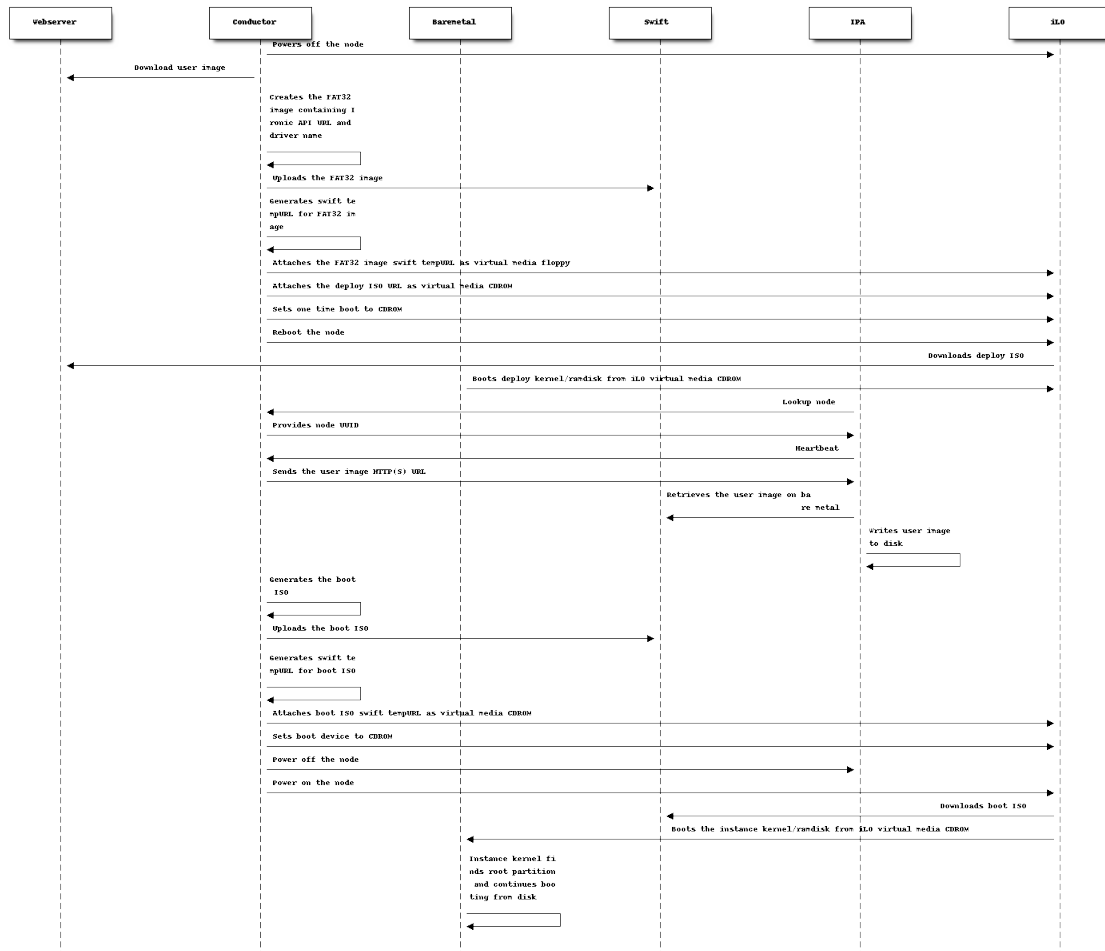 Webserver
Conductor
Baremetal
Swift
IPA
iLO
Powers off the node
Download user image
Creates the FAT32
image containing I
ronic API URL and
driver name
Uploads the FAT32 image
Generates swift te
mpURL for FAT32 im
age
Attaches the FAT32 image swift tempURL as virtual media floppy
Attaches the deploy ISO URL as virtual media CDROM
Sets one time boot to CDROM
Reboot the node
Downloads deploy ISO
Boots deploy kernel/ramdisk from iLO virtual media CDROM
Lookup node
Provides node UUID
Heartbeat
Sends the user image HTTP(S) URL
Retrieves the user image on ba
re metal
Writes user image
to disk
Generates the boot
ISO
Uploads the boot ISO
Generates swift te
mpURL for boot ISO
Attaches boot ISO swift tempURL as virtual media CDROM
Sets boot device to CDROM
Power off the node
Power on the node
Downloads boot ISO
Boots the instance kernel/ramdisk from iLO virtual media CDROM
Instance kernel fi
nds root partition
and continues boo
ting from disk